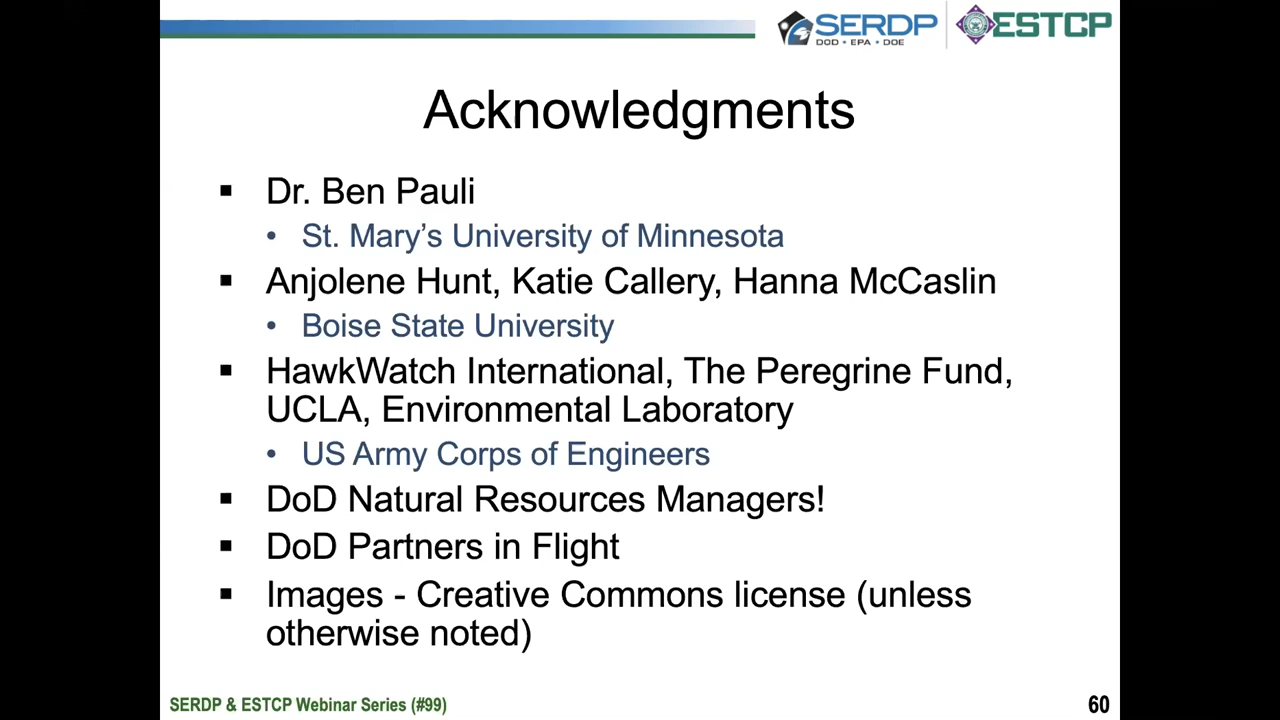 SERDP
DOD • EPA • DOE
ESTCP
Acknowledgments
▪ Dr. Ben Pauli
• St. Mary’s University of Minnesota
▪ Anjolene Hunt, Katie Callery, Hanna McCaslin
• Boise State University
▪ HawkWatch International, The Peregrine Fund,
UCLA, Environmental Laboratory
• US Army Corps of Engineers
▪ DoD Natural Resources Managers!
▪ DoD Partners in Flight
▪ Images - Creative Commons license (unless
otherwise noted)
SERDP & ESTCP Webinar Series (#99)
60